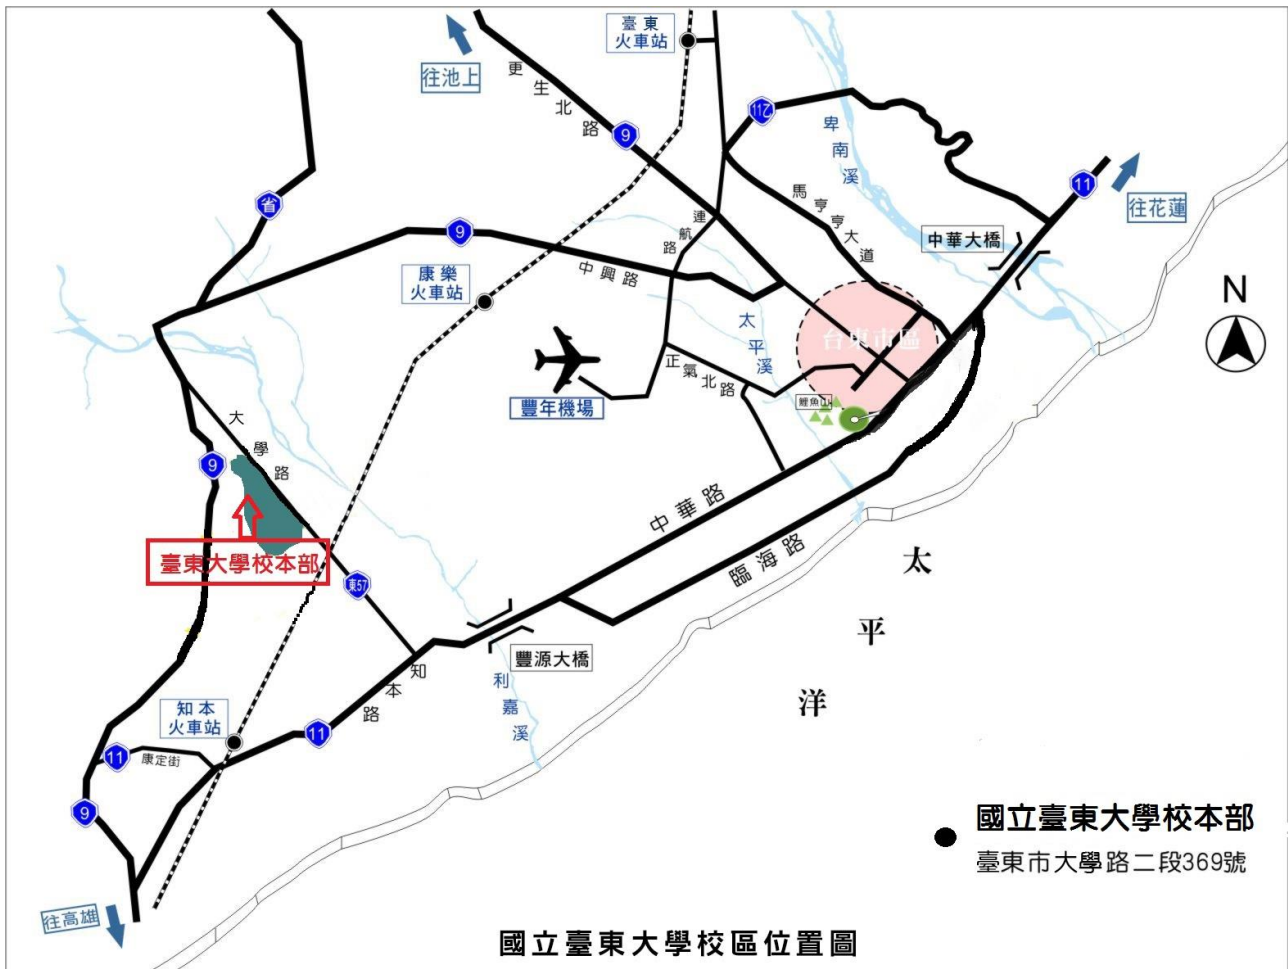 臺東
火車站
往池上
更生北路
9
11乙
卑南溪
11
往花蓮
省
9
馬亨亨大道
中華大橋
連航路
康樂
火車站
中興路
N
太平溪
台東市區
正氣北路
豐年機場
鯉魚山
大學路
9
中華路
臨海路
臺東大學校本部
東57
太平洋
豐源大橋
知本路
利嘉溪
知本
火車站
11
11
康定街
9
國立臺東大學校本部
臺東市大學路二段369號
往高雄
國立臺東大學校區位置圖